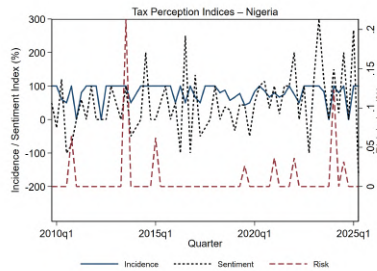 Tax Perception Indices – Nigeria
300
200
100
0
-100
-200
Incidence / Sentiment Index (%)
.2
.15
.1
.05
0
2010q1
2015q1
2020q1
2025q1
Quarter
Incidence
Sentiment
Risk